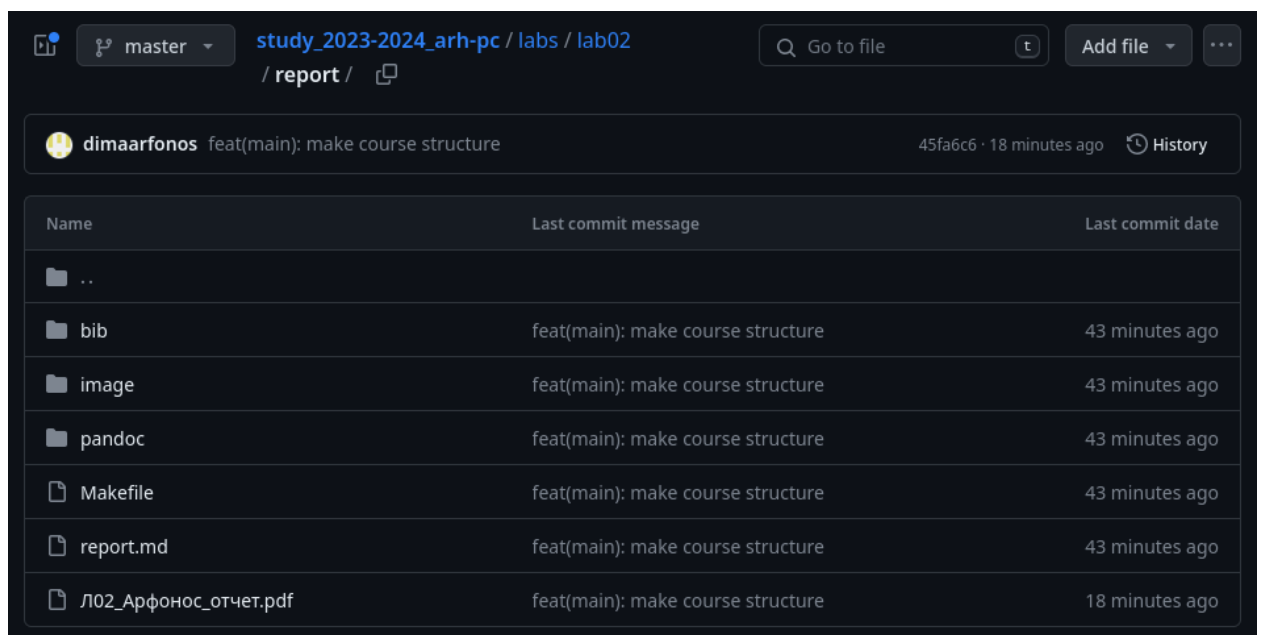 master study_2023-2024_arh-pc / labs / lab02 Go to file t Add file ...
/ report /
dimaarfonos feat(main): make course structure 45fa6c6 · 18 minutes ago History
Name Last commit message Last commit date
..
bib feat(main): make course structure 43 minutes ago
image feat(main): make course structure 43 minutes ago
pandoc feat(main): make course structure 43 minutes ago
Makefile feat(main): make course structure 43 minutes ago
report.md feat(main): make course structure 43 minutes ago
Л02_Арфонос_отчет.pdf feat(main): make course structure 18 minutes ago